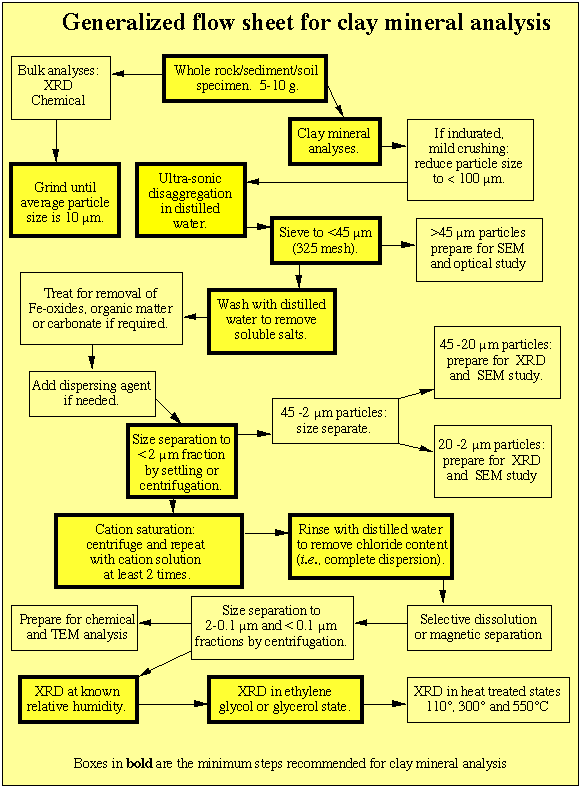 Generalized flow sheet for clay mineral analysis
Bulk analyses:
XRD
Chemical
Whole rock/sediment/soil
specimen. 5-10 g.
Clay mineral
analyses.
If indurated,
mild crushing:
reduce particle size
to < 100 µm.
Grind until
average particle
size is 10 µm.
Ultra-sonic
disaggregation
in distilled
water.
Sieve to <45 µm
(325 mesh).
>45 µm particles
prepare for SEM
and optical study
Treat for removal of
Fe-oxides, organic matter
or carbonate if required.
Wash with distilled
water to remove
soluble salts.
45-20 µm particles:
prepare for XRD
and SEM study.
Add dispersing agent
if needed.
45-2 µm particles:
size separate.
Size separation to
<2 µm fraction
by settling or
centrifugation.
20-2 µm particles:
prepare for XRD
and SEM study
Cation saturation:
centrifuge and repeat
with cation solution
at least 2 times.
Rinse with distilled water
to remove chloride content
(i.e., complete dispersion).
Prepare for chemical
and TEM analysis
Size separation to
2-0.1 µm and < 0.1 µm
fractions by centrifugation.
Selective dissolution
or magnetic separation
XRD at known
relative humidity.
XRD in ethylene
glycol or glycerol state.
XRD in heat treated states
110°, 300° and 550°C
Boxes in bold are the minimum steps recommended for clay mineral analysis